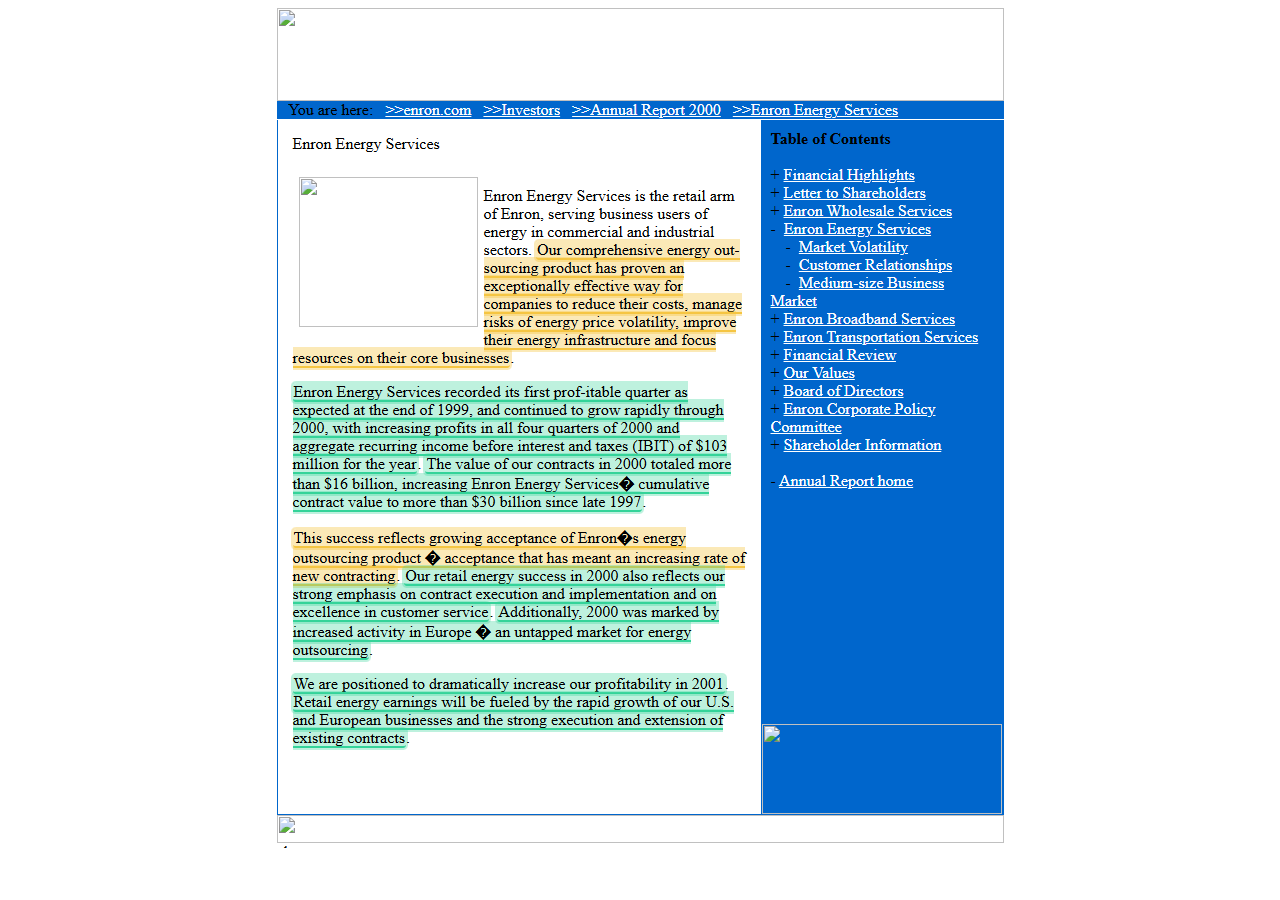 You are here: >>enron.com >>Investors >>Annual Report 2000 >>Enron Energy Services
Enron Energy Services
Enron Energy Services is the retail arm
of Enron, serving business users of
energy in commercial and industrial
sectors. Our comprehensive energy out-
sourcing product has proven an
exceptionally effective way for
companies to reduce their costs, manage
risks of energy price volatility, improve
their energy infrastructure and focus
resources on their core businesses.
Enron Energy Services recorded its first prof-itable quarter as
expected at the end of 1999, and continued to grow rapidly through
2000, with increasing profits in all four quarters of 2000 and
aggregate recurring income before interest and taxes (IBIT) of $103
million for the year. The value of our contracts in 2000 totaled more
than $16 billion, increasing Enron Energy Services� cumulative
contract value to more than $30 billion since late 1997.
This success reflects growing acceptance of Enron�s energy
outsourcing product � acceptance that has meant an increasing rate of
new contracting. Our retail energy success in 2000 also reflects our
strong emphasis on contract execution and implementation and on
excellence in customer service. Additionally, 2000 was marked by
increased activity in Europe � an untapped market for energy
outsourcing.
We are positioned to dramatically increase our profitability in 2001.
Retail energy earnings will be fueled by the rapid growth of our U.S.
and European businesses and the strong execution and extension of
existing contracts.
Table of Contents
+ Financial Highlights
+ Letter to Shareholders
+ Enron Wholesale Services
- Enron Energy Services
- Market Volatility
- Customer Relationships
- Medium-size Business
Market
+ Enron Broadband Services
+ Enron Transportation Services
+ Financial Review
+ Our Values
+ Board of Directors
+ Enron Corporate Policy
Committee
+ Shareholder Information
- Annual Report home